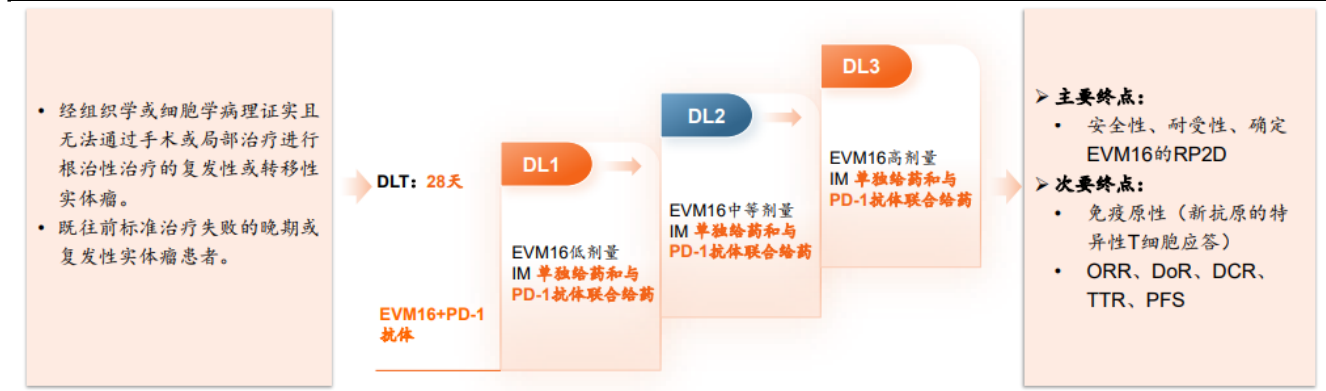 • 经组织学或细胞学病理证实且
无法通过手术或局部治疗进行
根治性治疗的复发性或转移性
实体瘤。
• 既往前标准治疗失败的晚期或
复发性实体瘤患者。
DLT：28天
EVM16+PD-1
抗体
DL1
EVM16低剂量
IM 单独给药和与
PD-1抗体联合给药
DL2
EVM16中等剂量
IM 单独给药和与
PD-1抗体联合给药
DL3
EVM16高剂量
IM 单独给药和与
PD-1抗体联合给药
➢ 主要终点：
• 安全性、耐受性、确定
EVM16的RP2D
➢ 次要终点：
• 免疫原性（新抗原的特
异性T细胞应答）
• ORR、DoR、DCR、
TTR、PFS